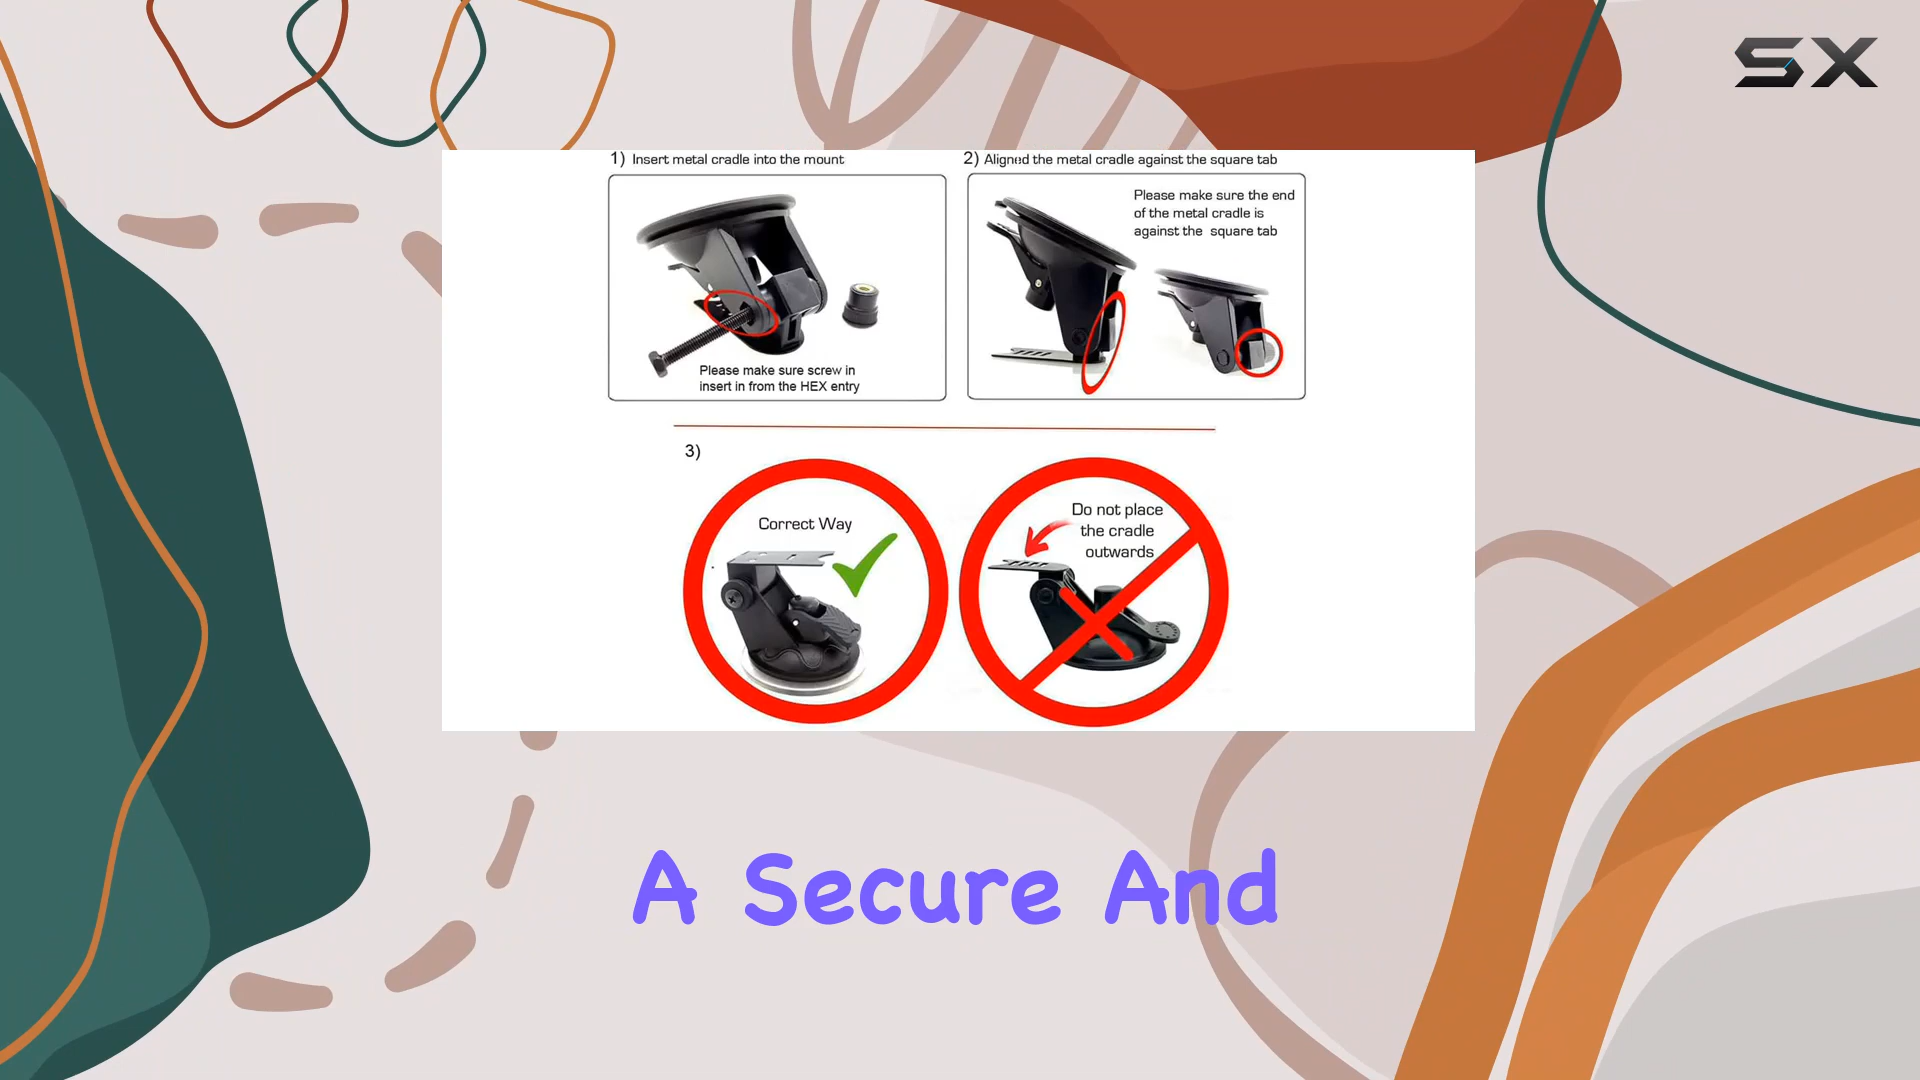 SX
1) Insert metal cradle into the mount
2) Aligned the metal cradle against the square tab
Please make sure the end
of the metal cradle is
against the square tab
Please make sure screw in
insert in from the HEX entry
3)
Correct Way
Do not place
the cradle
outwards
A Secure And